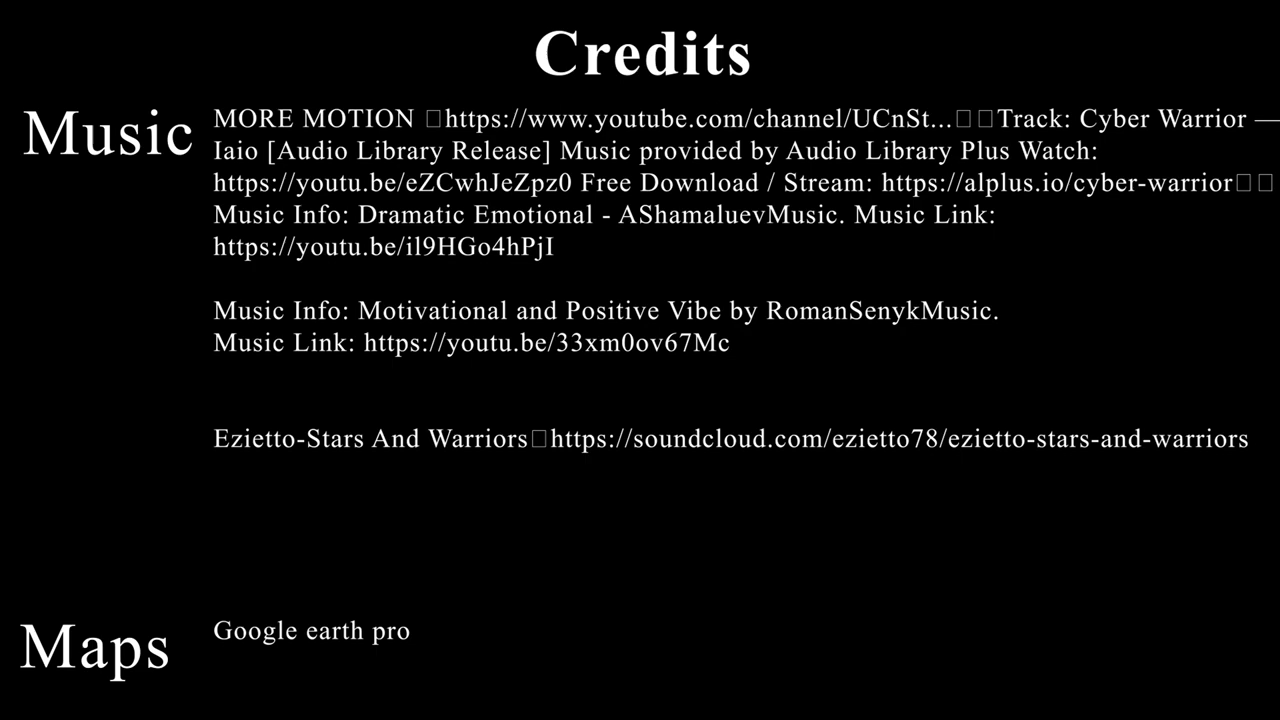 Credits
Music
MORE MOTION □https://www.youtube.com/channel/UCnSt...□□Track: Cyber Warrior —
Iaio [Audio Library Release] Music provided by Audio Library Plus Watch:
https://youtu.be/eZCwhJeZpz0 Free Download / Stream: https://alplus.io/cyber-warrior□□
Music Info: Dramatic Emotional - AShamaluevMusic. Music Link:
https://youtu.be/il9HGo4hPjI
Music Info: Motivational and Positive Vibe by RomanSenykMusic.
Music Link: https://youtu.be/33xm0ov67Mc
Ezietto-Stars And Warriors□https://soundcloud.com/ezietto78/ezietto-stars-and-warriors
Maps
Google earth pro